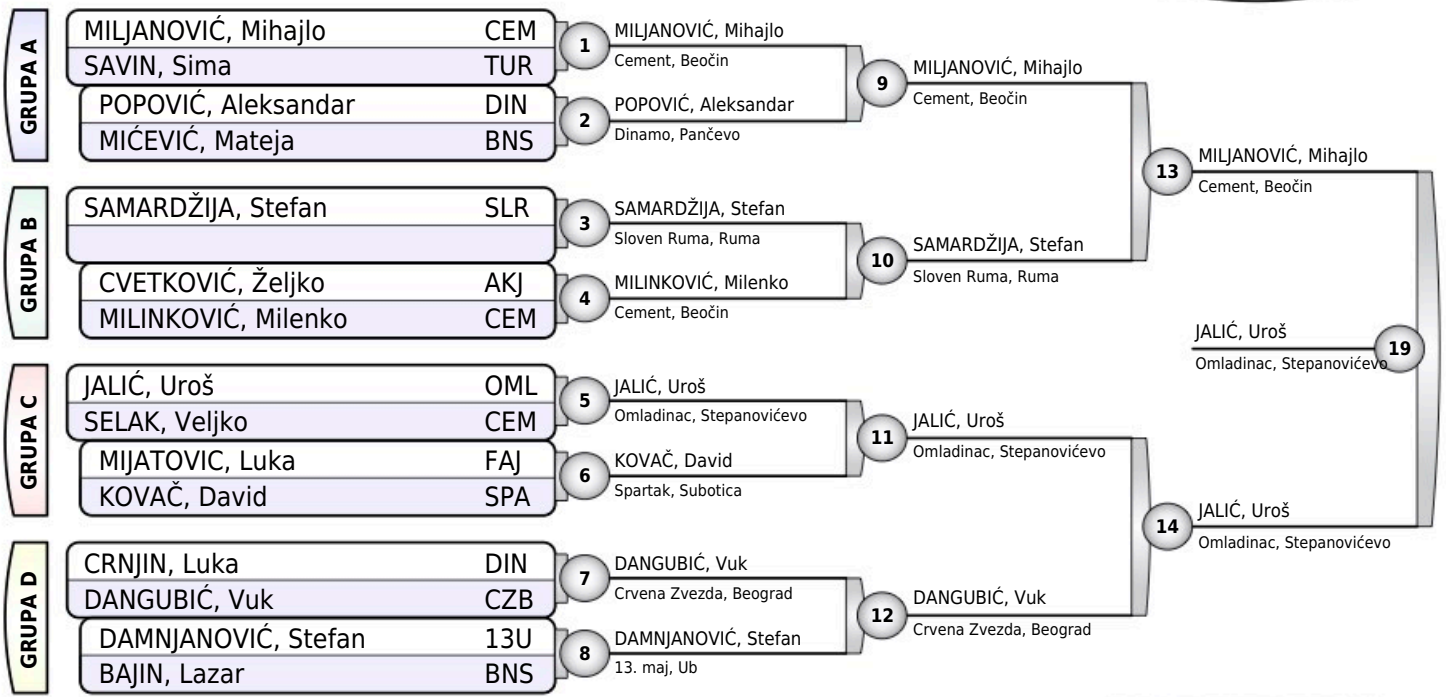 GRUPA A
MILJANOVIĆ, Mihajlo CEM
SAVIN, Sima TUR
POPOVIĆ, Aleksandar DIN
MIĆEVIĆ, Mateja BNS
GRUPA B
SAMARDŽIJA, Stefan SLR
CVETKOVIĆ, Željko AKJ
MILINKOVIĆ, Milenko CEM
GRUPA C
JALIĆ, Uroš OML
SELAK, Veljko CEM
MIJATOVIC, Luka FAJ
KOVAČ, David SPA
GRUPA D
CRNJIN, Luka DIN
DANGUBIĆ, Vuk CZB
DAMNJANOVIĆ, Stefan 13U
BAJIN, Lazar BNS
1
MILJANOVIĆ, Mihajlo
Cement, Beočin
2
POPOVIĆ, Aleksandar
Dinamo, Pančevo
3
SAMARDŽIJA, Stefan
Sloven Ruma, Ruma
4
MILINKOVIĆ, Milenko
Cement, Beočin
5
JALIĆ, Uroš
Omladinac, Stepanovićevo
6
KOVAČ, David
Spartak, Subotica
7
DANGUBIĆ, Vuk
Crvena Zvezda, Beograd
8
DAMNJANOVIĆ, Stefan
13. maj, Ub
9
MILJANOVIĆ, Mihajlo
Cement, Beočin
10
SAMARDŽIJA, Stefan
Sloven Ruma, Ruma
11
JALIĆ, Uroš
Omladinac, Stepanovićevo
12
DANGUBIĆ, Vuk
Crvena Zvezda, Beograd
13
MILJANOVIĆ, Mihajlo
Cement, Beočin
14
JALIĆ, Uroš
Omladinac, Stepanovićevo
JALIĆ, Uroš
Omladinac, Stepanovićevo
19